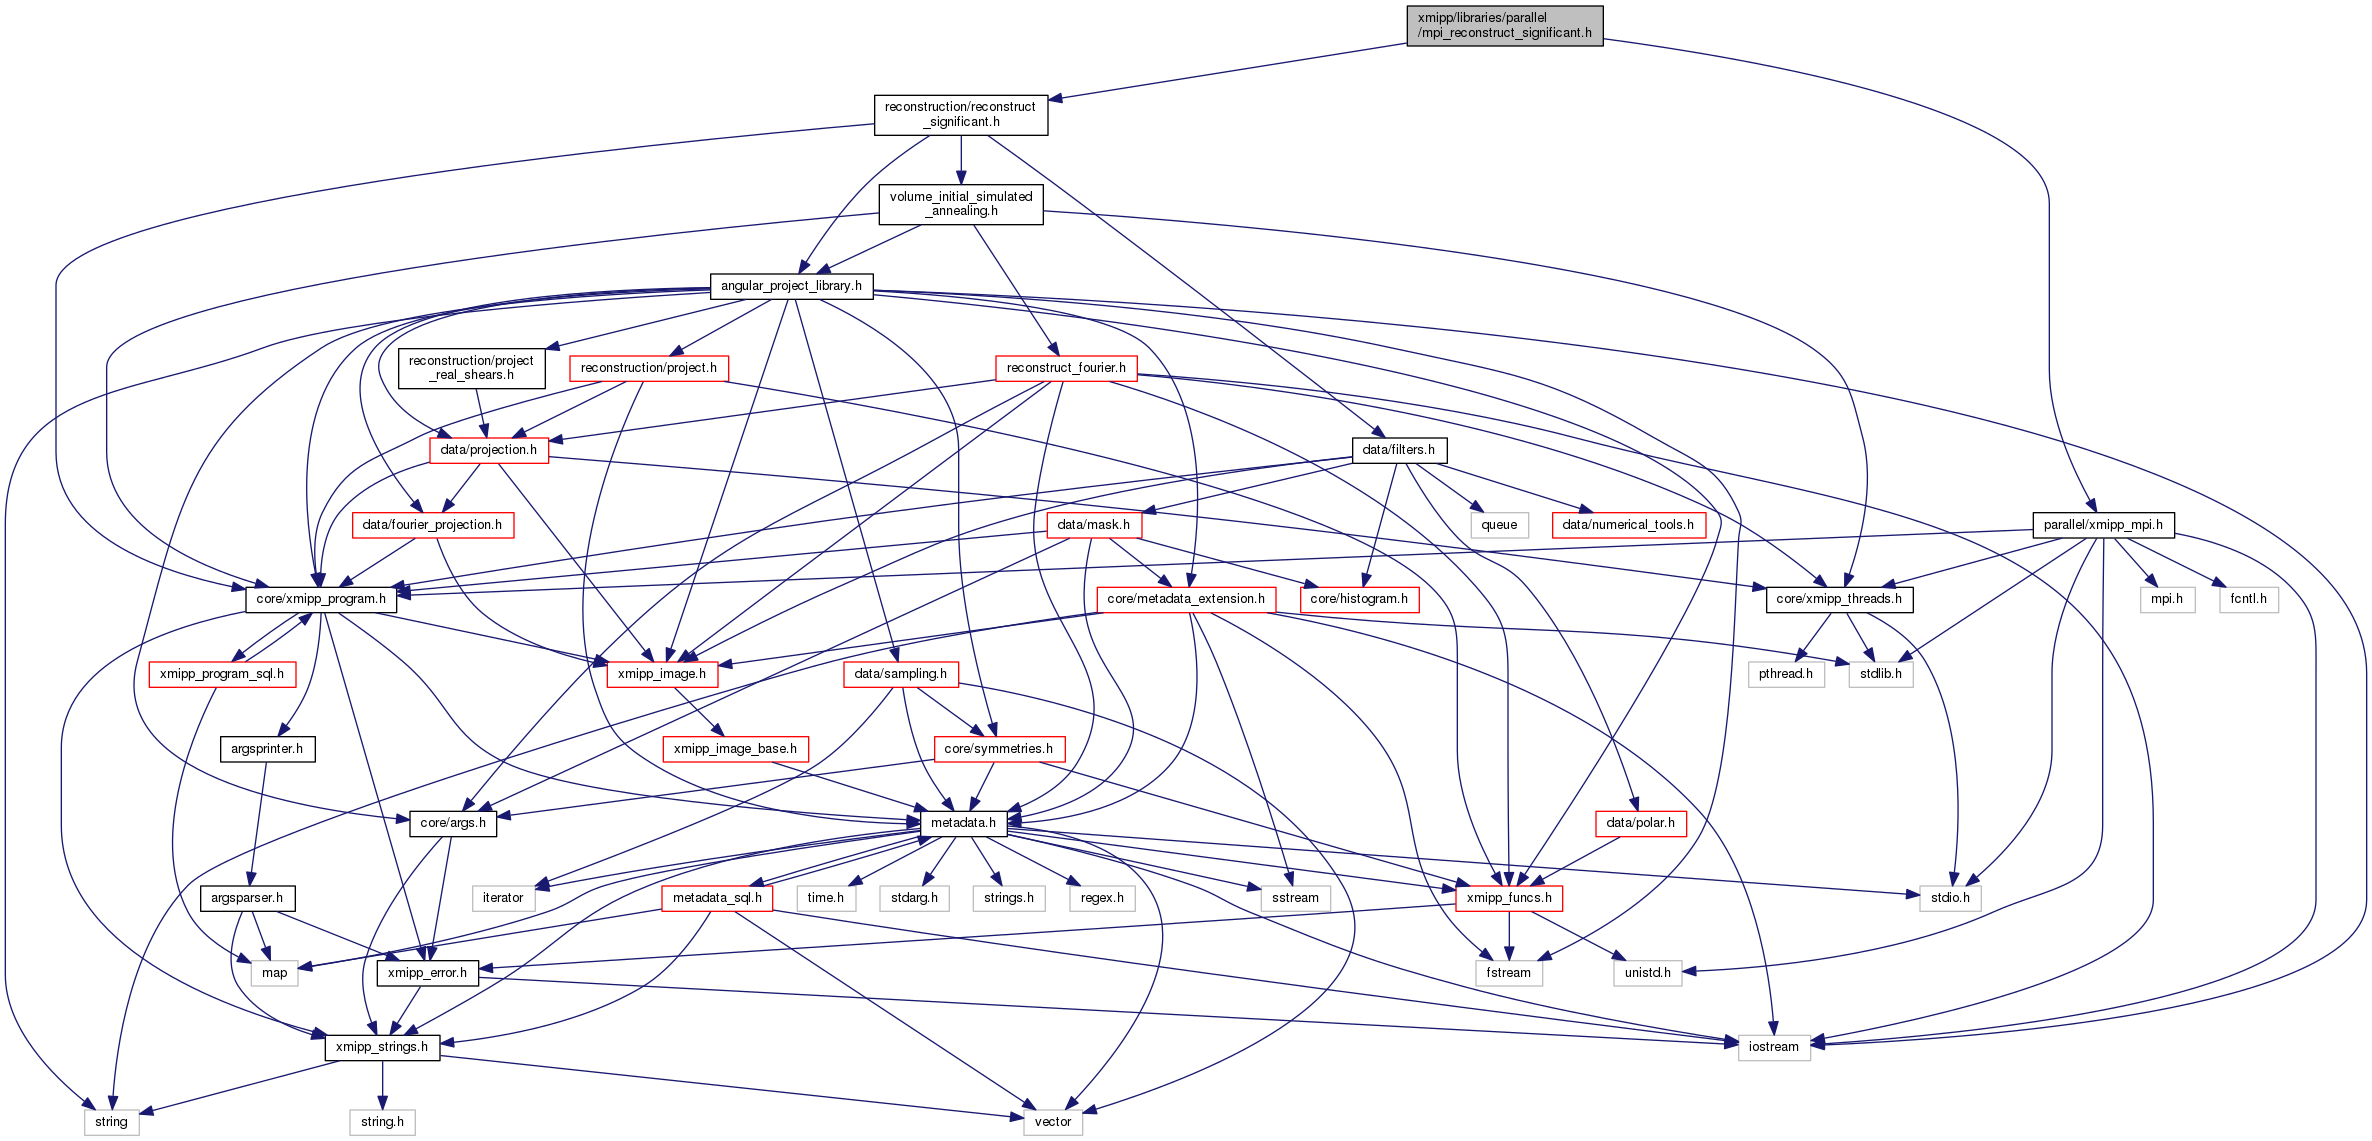 xmipp/libraries/parallel
/mpi_reconstruct_significant.h
reconstruction/reconstruct
_significant.h
volume_initial_simulated
_annealing.h
angular_project_library.h
reconstruction/project
_real_shears.h
reconstruction/project.h
reconstruct_fourier.h
data/projection.h
data/filters.h
data/fourier_projection.h
data/mask.h
queue
data/numerical_tools.h
parallel/xmipp_mpi.h
core/xmipp_program.h
core/metadata_extension.h
core/histogram.h
core/xmipp_threads.h
mpi.h
fcntl.h
xmipp_program_sql.h
xmipp_image.h
data/sampling.h
pthread.h
stdlib.h
argsprinter.h
xmipp_image_base.h
core/symmetries.h
core/args.h
metadata.h
data/polar.h
argsparser.h
iterator
metadata_sql.h
time.h
stdarg.h
strings.h
regex.h
sstream
xmipp_funcs.h
stdio.h
map
xmipp_error.h
fstream
unistd.h
xmipp_strings.h
iostream
string
string.h
vector